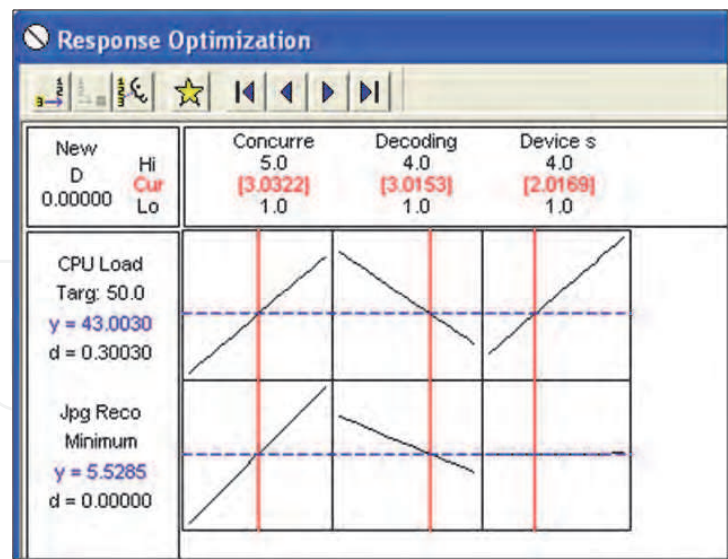 Response Optimization
New
D
0.00000
Hi
Cur
Lo
Concurre
5.0
[3.0322]
1.0
Decoding
4.0
[3.0153]
1.0
Device s
4.0
[2.0169]
1.0
CPU Load
Targ: 50.0
y = 43.0030
d = 0.30030
Jpg Reco
Minimum
y = 5.5285
d = 0.00000